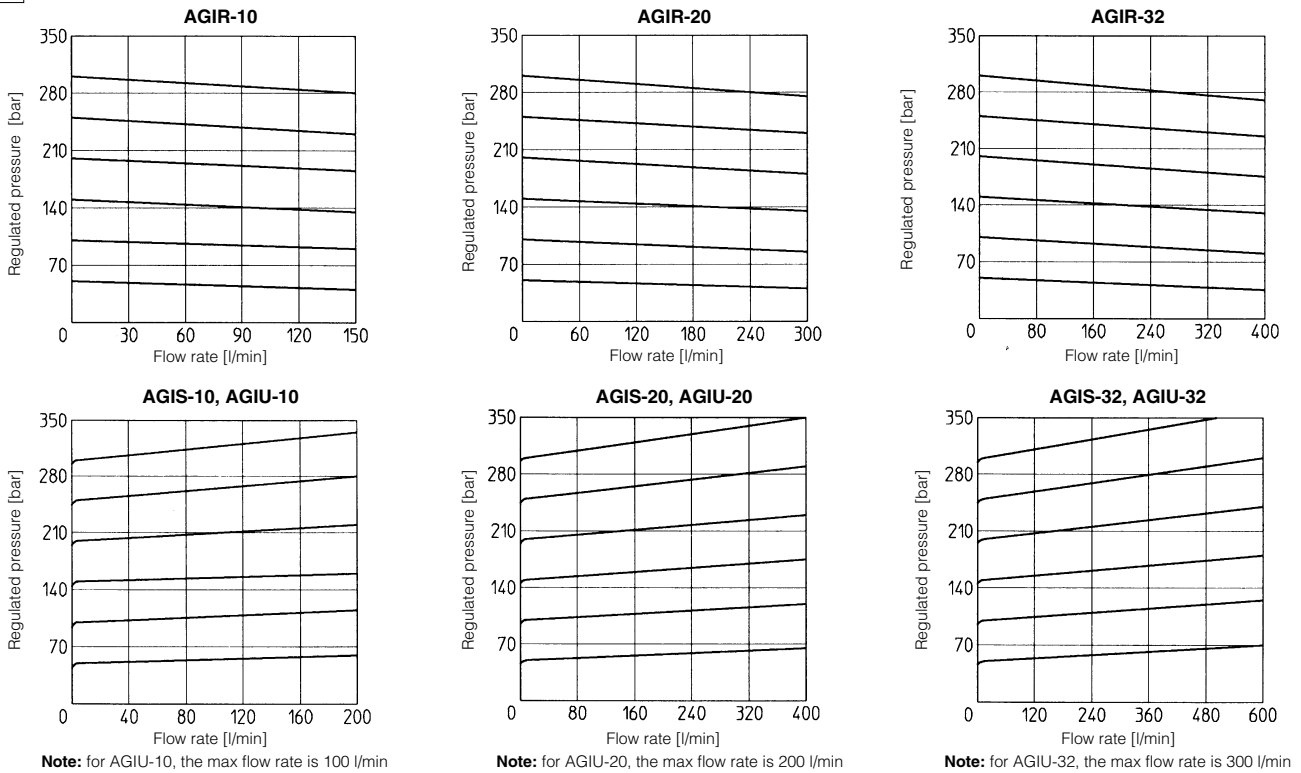 AGIR-10
AGIR-20
AGIR-32
Regulated pressure [bar]
350
280
210
140
70
0 30 60 90 120 150
Flow rate [l/min]
Regulated pressure [bar]
350
280
210
140
70
0 60 120 180 240 300
Flow rate [l/min]
Regulated pressure [bar]
350
280
210
140
70
0 80 160 240 320 400
Flow rate [l/min]
AGIS-10, AGIU-10
AGIS-20, AGIU-20
AGIS-32, AGIU-32
Regulated pressure [bar]
350
280
210
140
70
0 40 80 120 160 200
Flow rate [l/min]
Note: for AGIU-10, the max flow rate is 100 l/min
Regulated pressure [bar]
350
280
210
140
70
0 80 160 240 320 400
Flow rate [l/min]
Note: for AGIU-20, the max flow rate is 200 l/min
Regulated pressure [bar]
350
280
210
140
70
0 120 240 360 480 600
Flow rate [l/min]
Note: for AGIU-32, the max flow rate is 300 l/min